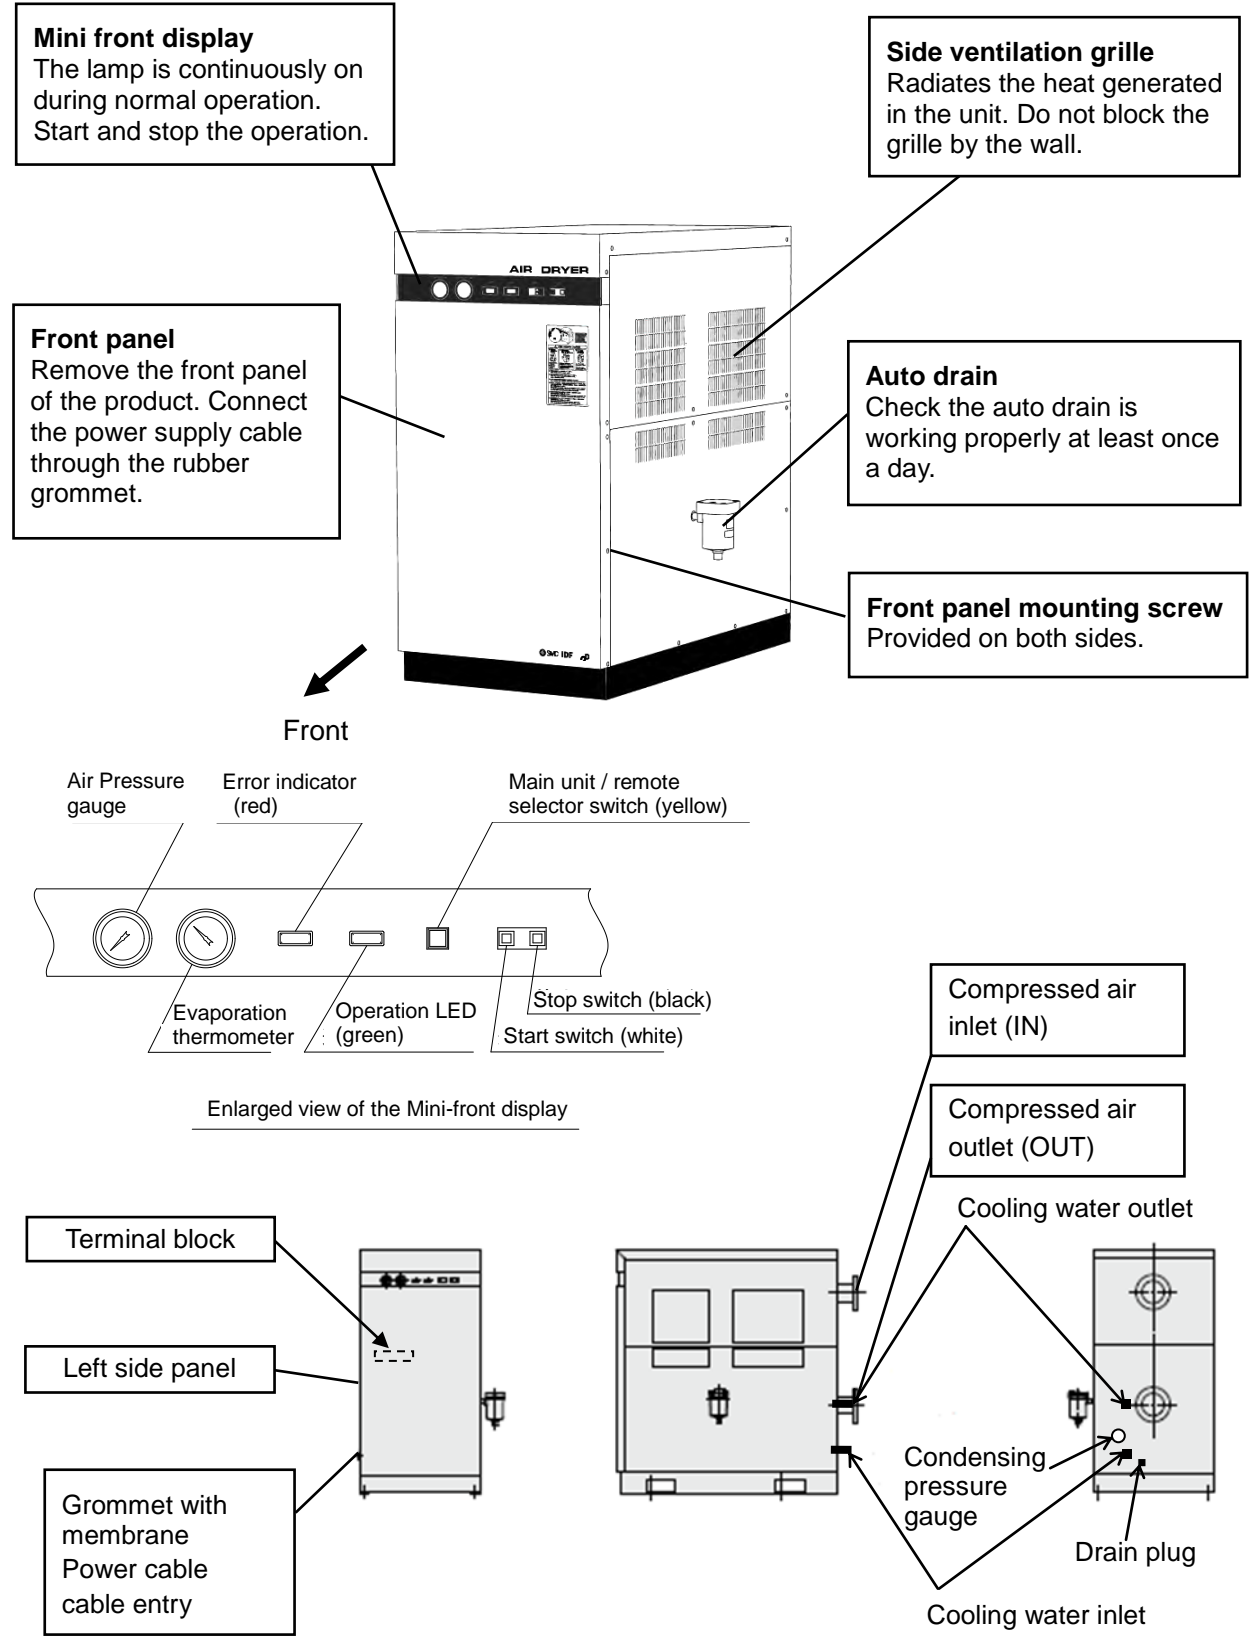 Mini front display
The lamp is continuously on
during normal operation.
Start and stop the operation.
Side ventilation grille
Radiates the heat generated
in the unit. Do not block the
grille by the wall.
AIR DRYER
Front panel
Remove the front panel
of the product. Connect
the power supply cable
through the rubber
grommet.
Auto drain
Check the auto drain is
working properly at least once
a day.
Front panel mounting screw
Provided on both sides.
SMC IDF
Front
Air Pressure
gauge
Error indicator
(red)
Main unit / remote
selector switch (yellow)
Evaporation
thermometer
Operation LED
(green)
Stop switch (black)
Start switch (white)
Enlarged view of the Mini-front display
Compressed air
inlet (IN)
Compressed air
outlet (OUT)
Cooling water outlet
Terminal block
Left side panel
Grommet with
membrane
Power cable
cable entry
Condensing
pressure
gauge
Drain plug
Cooling water inlet